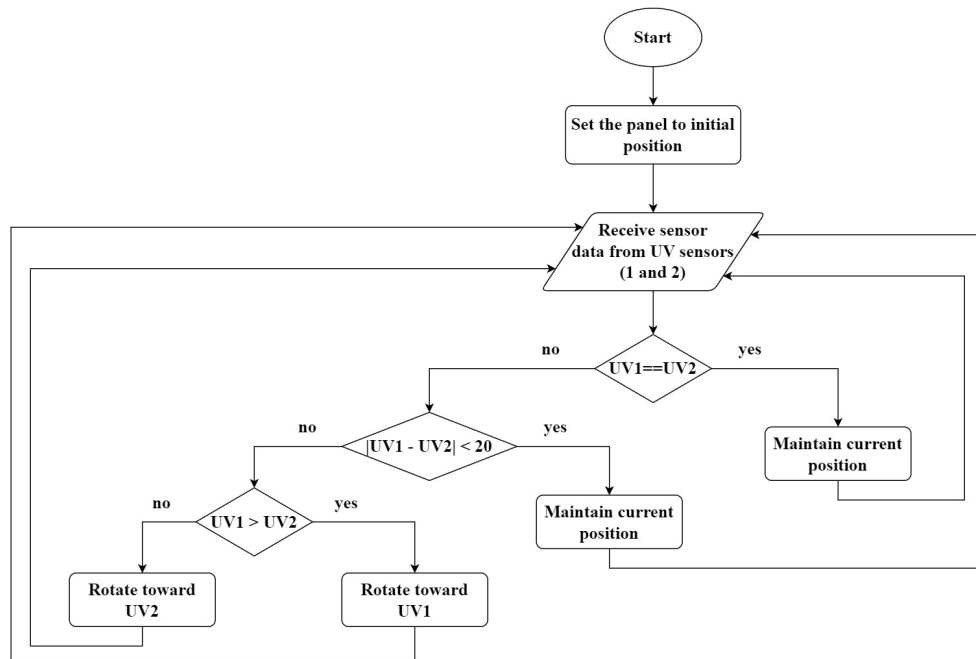 Start
Set the panel to initial
position
Receive sensor
data from UV sensors
(1 and 2)
no
yes
UV1==UV2
no
yes
|UV1 - UV2| < 20
Maintain current
position
no
yes
UV1 > UV2
Maintain current
position
Rotate toward
UV2
Rotate toward
UV1